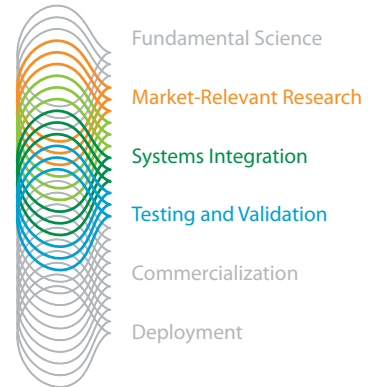 Fundamental Science
Market-Relevant Research
Systems Integration
Testing and Validation
Commercialization
Deployment